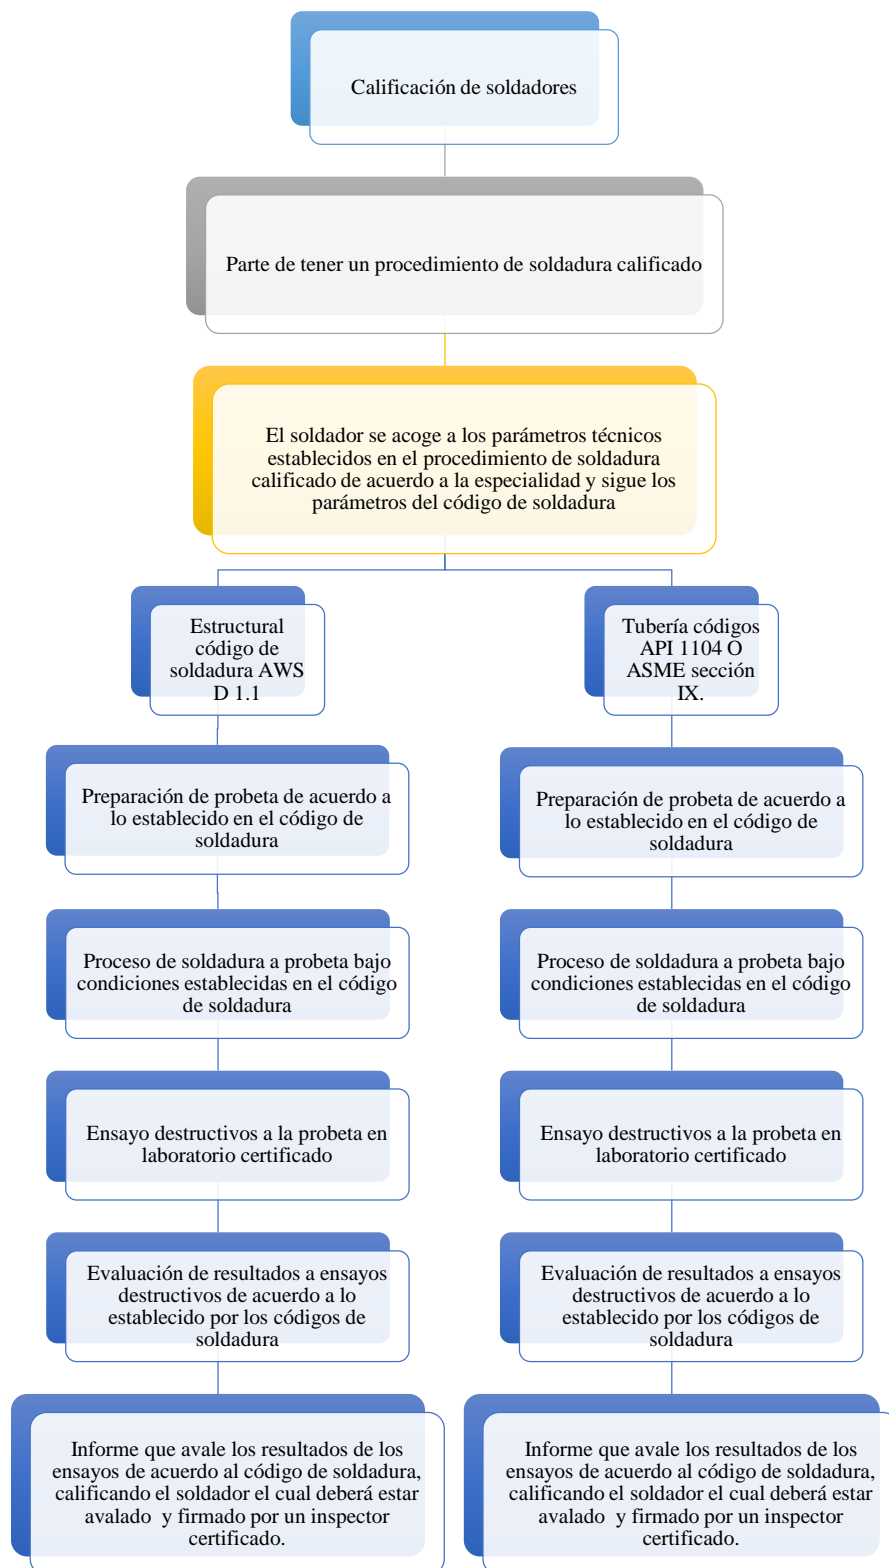 Calificación de soldadores
Parte de tener un procedimiento de soldadura calificado
El soldador se acoge a los parámetros técnicos
establecidos en el procedimiento de soldadura
calificado de acuerdo a la especialidad y sigue los
parámetros del código de soldadura
Estructural
código de
soldadura AWS
D 1.1
Preparación de probeta de acuerdo a
lo establecido en el código de
soldadura
Proceso de soldadura a probeta bajo
condiciones establecidas en el código
de soldadura
Ensayo destructivos a la probeta en
laboratorio certificado
Evaluación de resultados a ensayos
destructivos de acuerdo a lo
establecido por los códigos de
soldadura
Informe que avale los resultados de los
ensayos de acuerdo al código de soldadura,
calificando el soldador el cual deberá estar
avalado y firmado por un inspector
certificado.
Tubería códigos
API 1104 O
ASME sección
IX.
Preparación de probeta de acuerdo a
lo establecido en el código de
soldadura
Proceso de soldadura a probeta bajo
condiciones establecidas en el código
de soldadura
Ensayo destructivos a la probeta en
laboratorio certificado
Evaluación de resultados a ensayos
destructivos de acuerdo a lo
establecido por los códigos de
soldadura
Informe que avale los resultados de los
ensayos de acuerdo al código de soldadura,
calificando el soldador el cual deberá estar
avalado y firmado por un inspector
certificado.